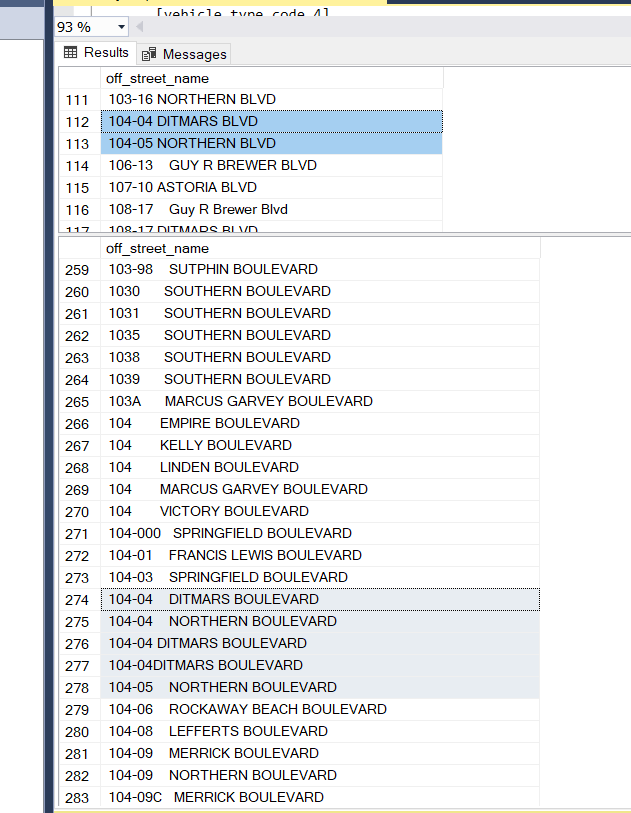 [vehicle_type_code_4]
93 %
Results Messages
off_street_name
111 103-16 NORTHERN BLVD
112 104-04 DITMARS BLVD
113 104-05 NORTHERN BLVD
114 106-13    GUY R BREWER BLVD
115 107-10 ASTORIA BLVD
116 108-17    Guy R Brewer Blvd
117 108-17 DITMARS BLVD
off_street_name
259 103-98    SUTPHIN BOULEVARD
260 1030      SOUTHERN BOULEVARD
261 1031      SOUTHERN BOULEVARD
262 1035      SOUTHERN BOULEVARD
263 1038      SOUTHERN BOULEVARD
264 1039      SOUTHERN BOULEVARD
265 103A      MARCUS GARVEY BOULEVARD
266 104       EMPIRE BOULEVARD
267 104       KELLY BOULEVARD
268 104       LINDEN BOULEVARD
269 104       MARCUS GARVEY BOULEVARD
270 104       VICTORY BOULEVARD
271 104-000   SPRINGFIELD BOULEVARD
272 104-01    FRANCIS LEWIS BOULEVARD
273 104-03    SPRINGFIELD BOULEVARD
274 104-04    DITMARS BOULEVARD
275 104-04    NORTHERN BOULEVARD
276 104-04 DITMARS BOULEVARD
277 104-04DITMARS BOULEVARD
278 104-05    NORTHERN BOULEVARD
279 104-06    ROCKAWAY BEACH BOULEVARD
280 104-08    LEFFERTS BOULEVARD
281 104-09    MERRICK BOULEVARD
282 104-09    NORTHERN BOULEVARD
283 104-09C   MERRICK BOULEVARD